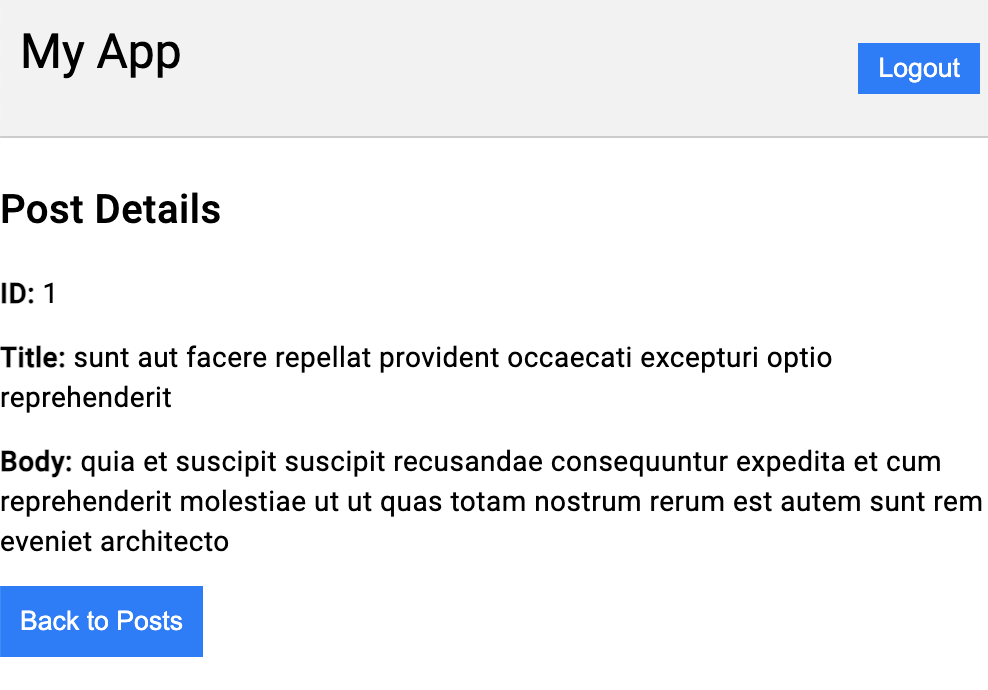 My App
Logout
Post Details
ID: 1
Title: sunt aut facere repellat provident occaecati excepturi optio
reprehenderit
Body: quia et suscipit suscipit recusandae consequuntur expedita et cum
reprehenderit molestiae ut ut quas totam nostrum rerum est autem sunt rem
eveniet architecto
Back to Posts